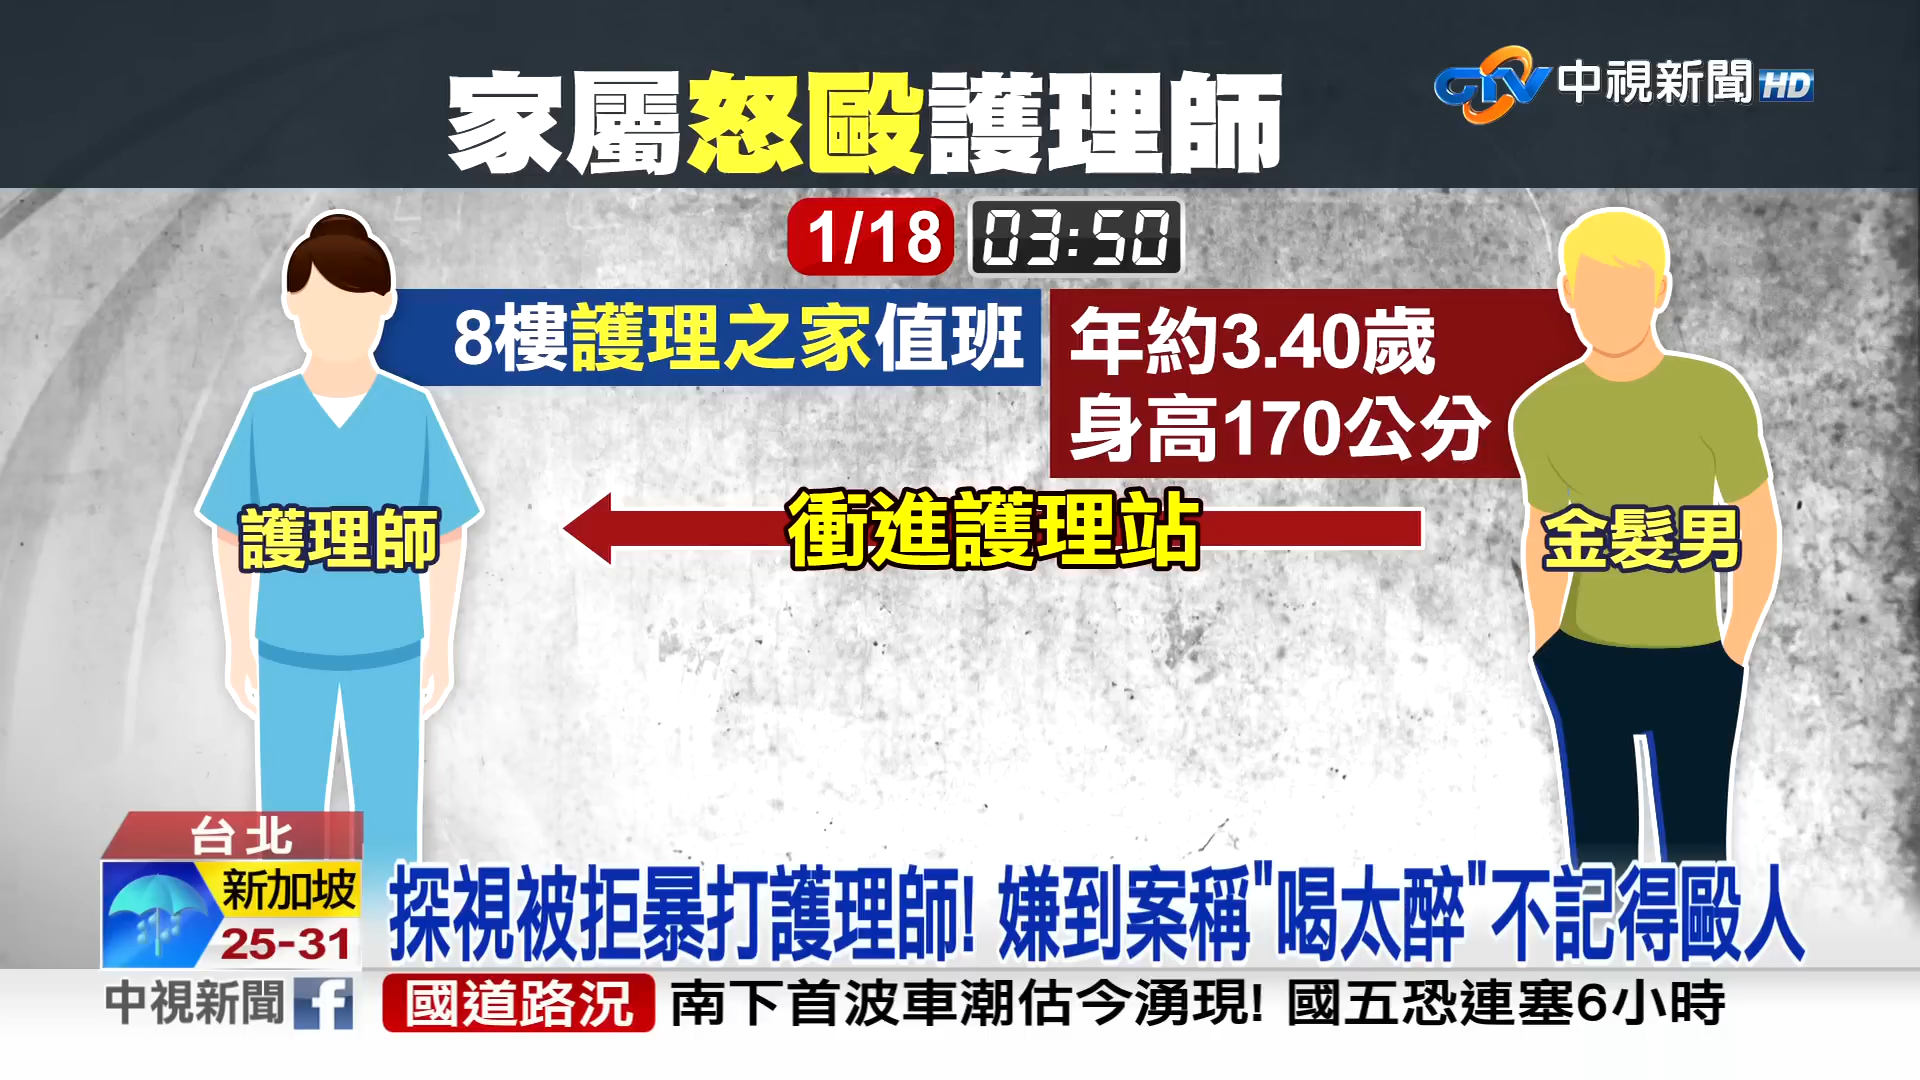 家屬怒毆護理師
CTV中視新聞HD
1/18 03:50
8樓護理之家值班
年約3.40歲
身高170公分
護理師
衝進護理站
金髮男
台北
新加坡
25-31
探視被拒暴打護理師! 嫌到案稱"喝太醉"不記得毆人
中視新聞 f
國道路況 南下首波車潮估今湧現! 國五恐連塞6小時